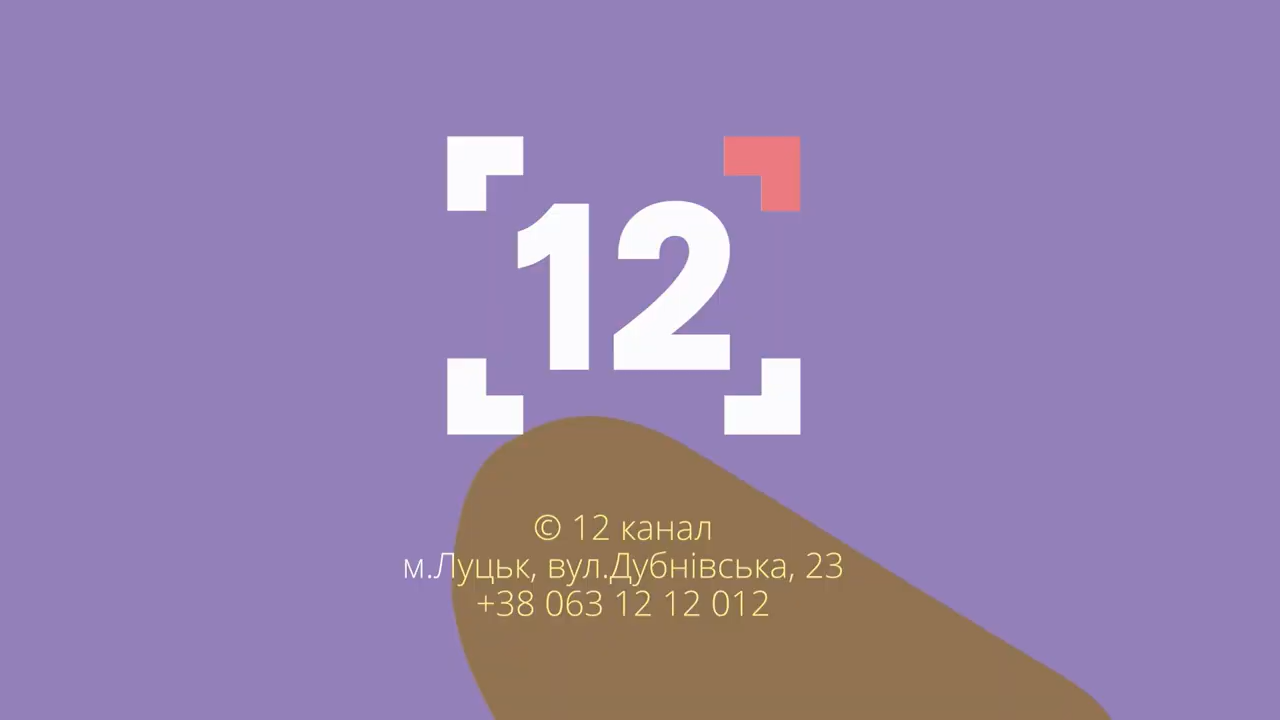 12
© 12 канал
м.Луцьк, вул.Дубнівська, 23
+38 063 12 12 012